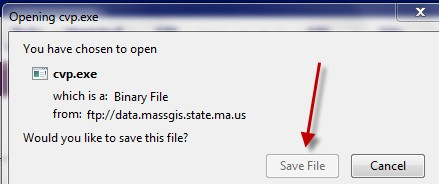 Opening cvp.exe
You have chosen to open
cvp.exe
which is a: Binary File
from: ftp://data.massgis.state.ma.us
Would you like to save this file?
Save File Cancel